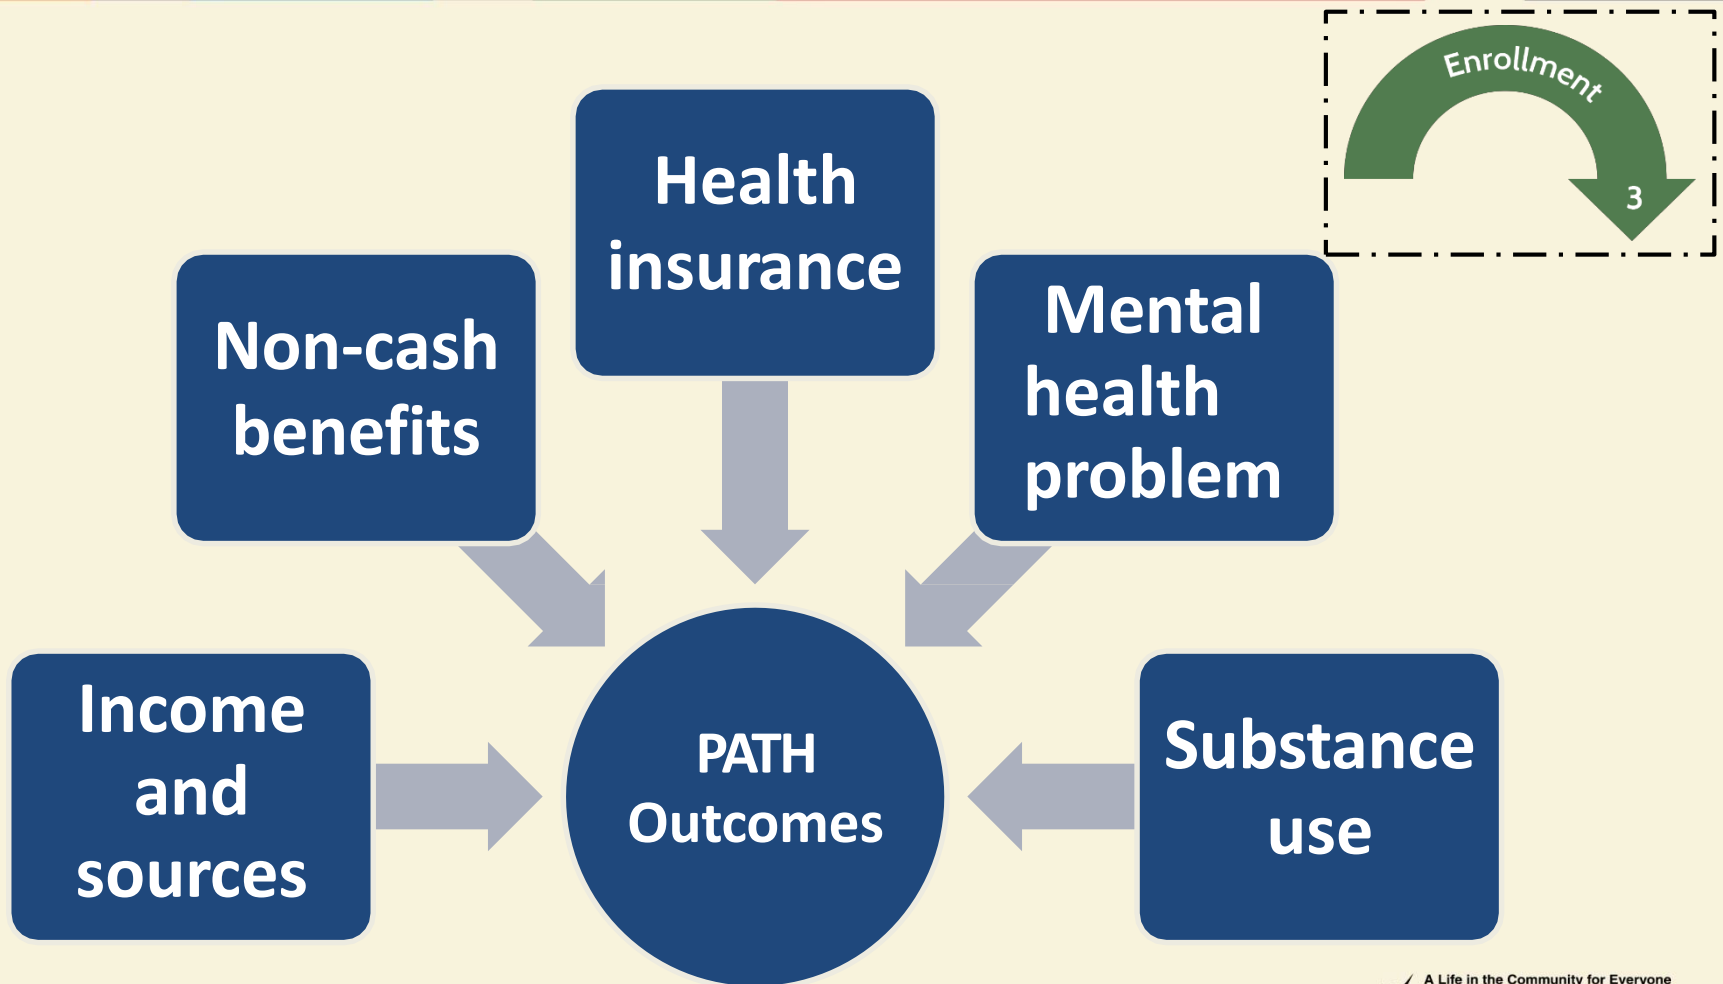 Enrollment
3
Health
insurance
Non-cash
benefits
Mental
health
problem
Income
and
sources
PATH
Outcomes
Substance
use
A Life in the Community for Everyone